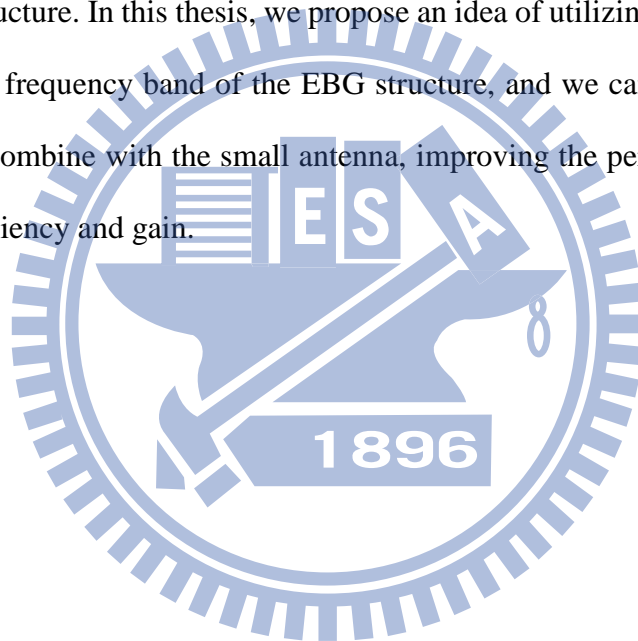 ucture. In this thesis, we propose an idea of utilizin
frequency band of the EBG structure, and we ca
ombine with the small antenna, improving the pe
iency and gain.
E S A
8
1896